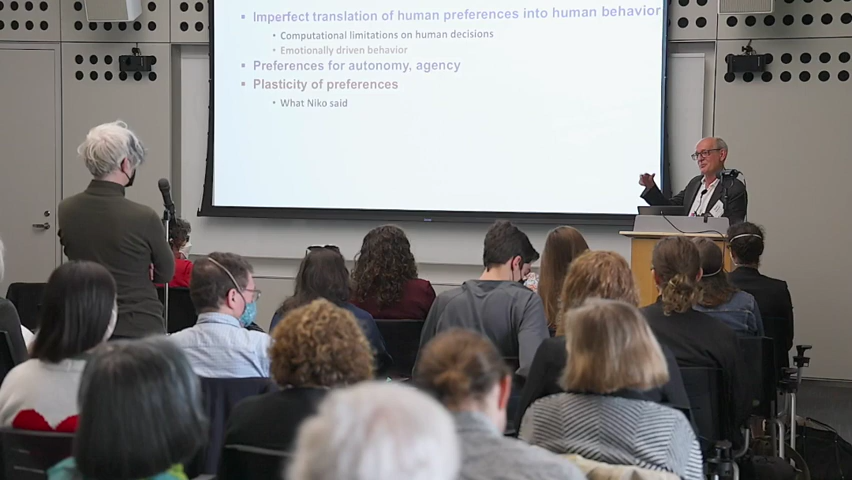 ▪ Imperfect translation of human preferences into human behavior
• Computational limitations on human decisions
• Emotionally driven behavior
▪ Preferences for autonomy, agency
▪ Plasticity of preferences
• What Niko said